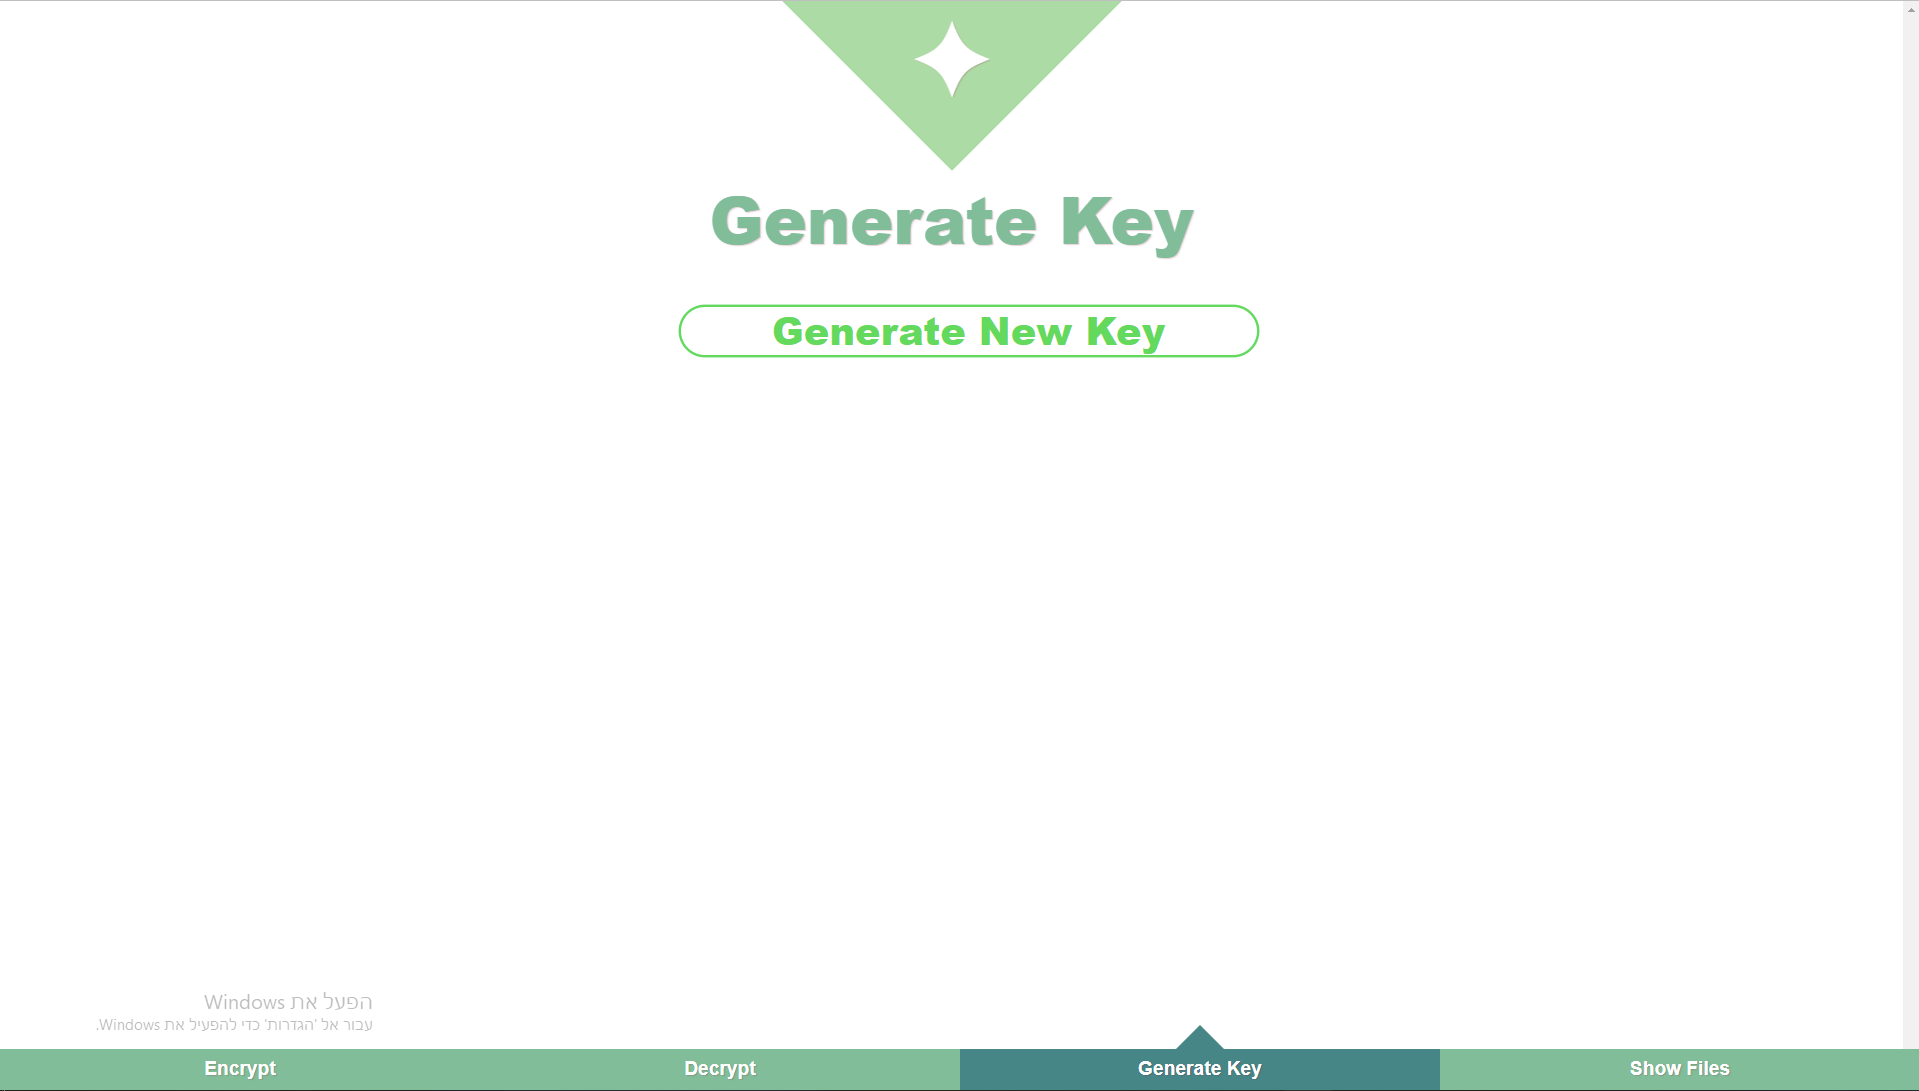 Generate Key
Generate New Key
הפעל את Windows
עבור אל 'הגדרות' כדי להפעיל את Windows.
Encrypt
Decrypt
Generate Key
Show Files